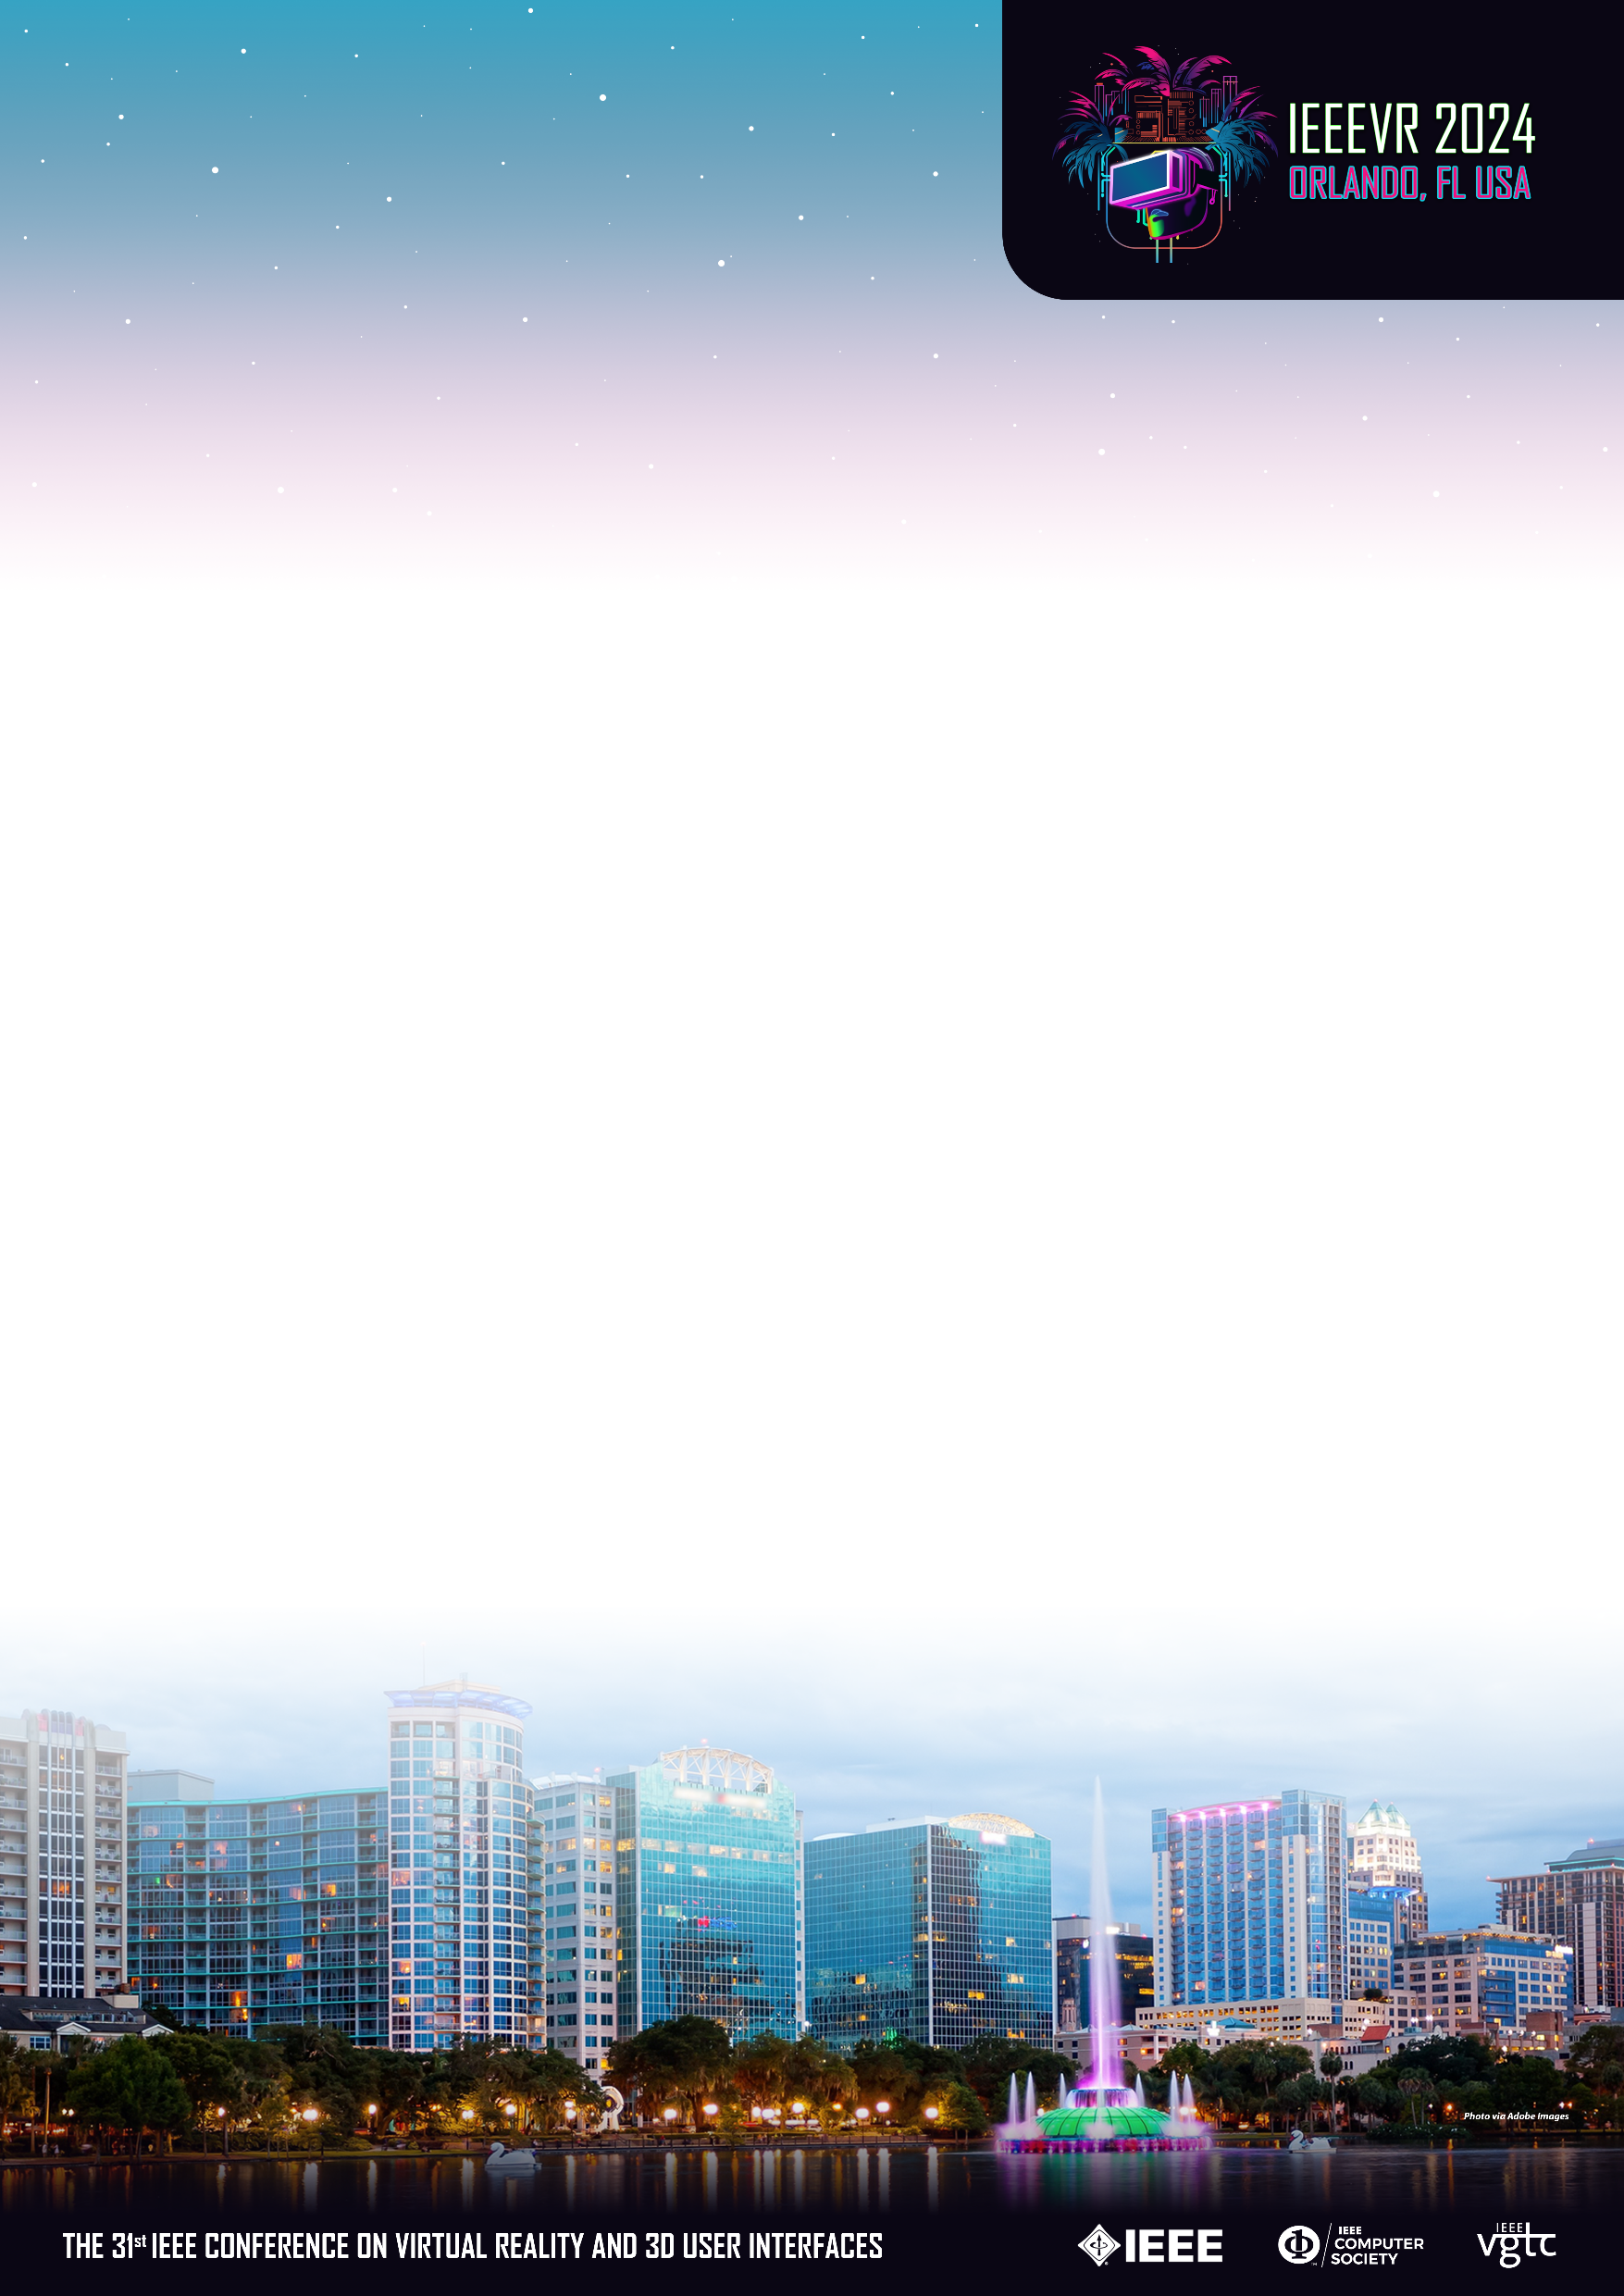 IEEEVR 2024
ORLANDO, FL USA
Photo via Adobe Images
THE 31st IEEE CONFERENCE ON VIRTUAL REALITY AND 3D USER INTERFACES
IEEE
IEEE
COMPUTER
SOCIETY
IEEE
vgtc